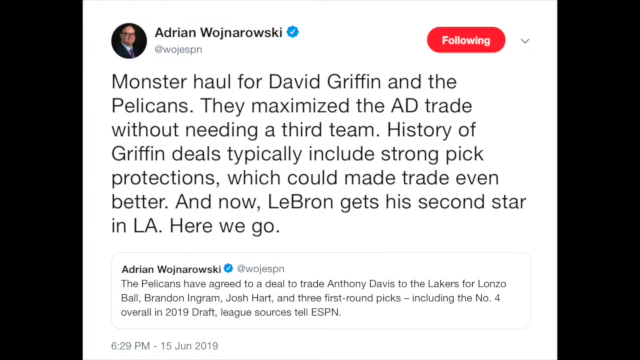 Adrian Wojnarowski
@wojespn
Following
Monster haul for David Griffin and the
Pelicans. They maximized the AD trade
without needing a third team. History of
Griffin deals typically include strong pick
protections, which could made trade even
better. And now, LeBron gets his second star
in LA. Here we go.
Adrian Wojnarowski @wojespn
The Pelicans have agreed to a deal to trade Anthony Davis to the Lakers for Lonzo
Ball, Brandon Ingram, Josh Hart, and three first-round picks – including the No. 4
overall in 2019 Draft, league sources tell ESPN.
6:29 PM - 15 Jun 2019